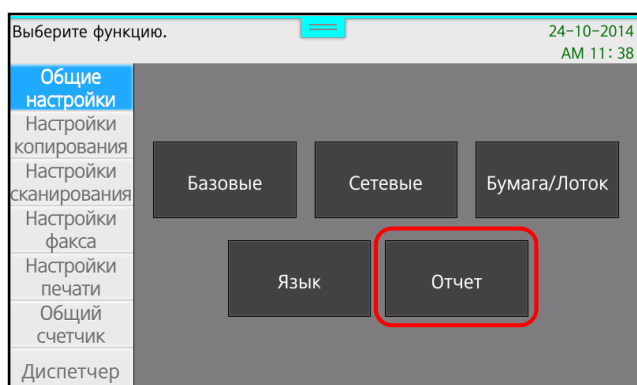 Выберите функцию.
24-10-2014
AM 11:38
Общие
настройки
Настройки
копирования
Настройки
сканирования
Настройки
факса
Настройки
печати
Общий
счетчик
Диспетчер
Базовые
Сетевые
Бумага/Лоток
Язык
Отчет